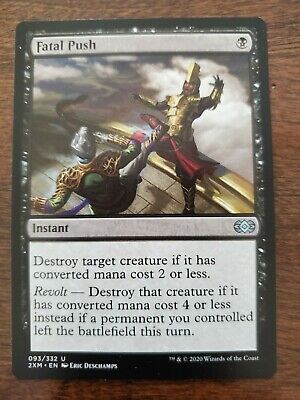 Fatal Push
Instant
Destroy target creature if it has
converted mana cost 2 or less.
Revolt — Destroy that creature if it
has converted mana cost 4 or less
instead if a permanent you controlled
left the battlefield this turn.
093/332 U
2XM • EN Eric Deschamps
™ & © 2020 Wizards of the Coast